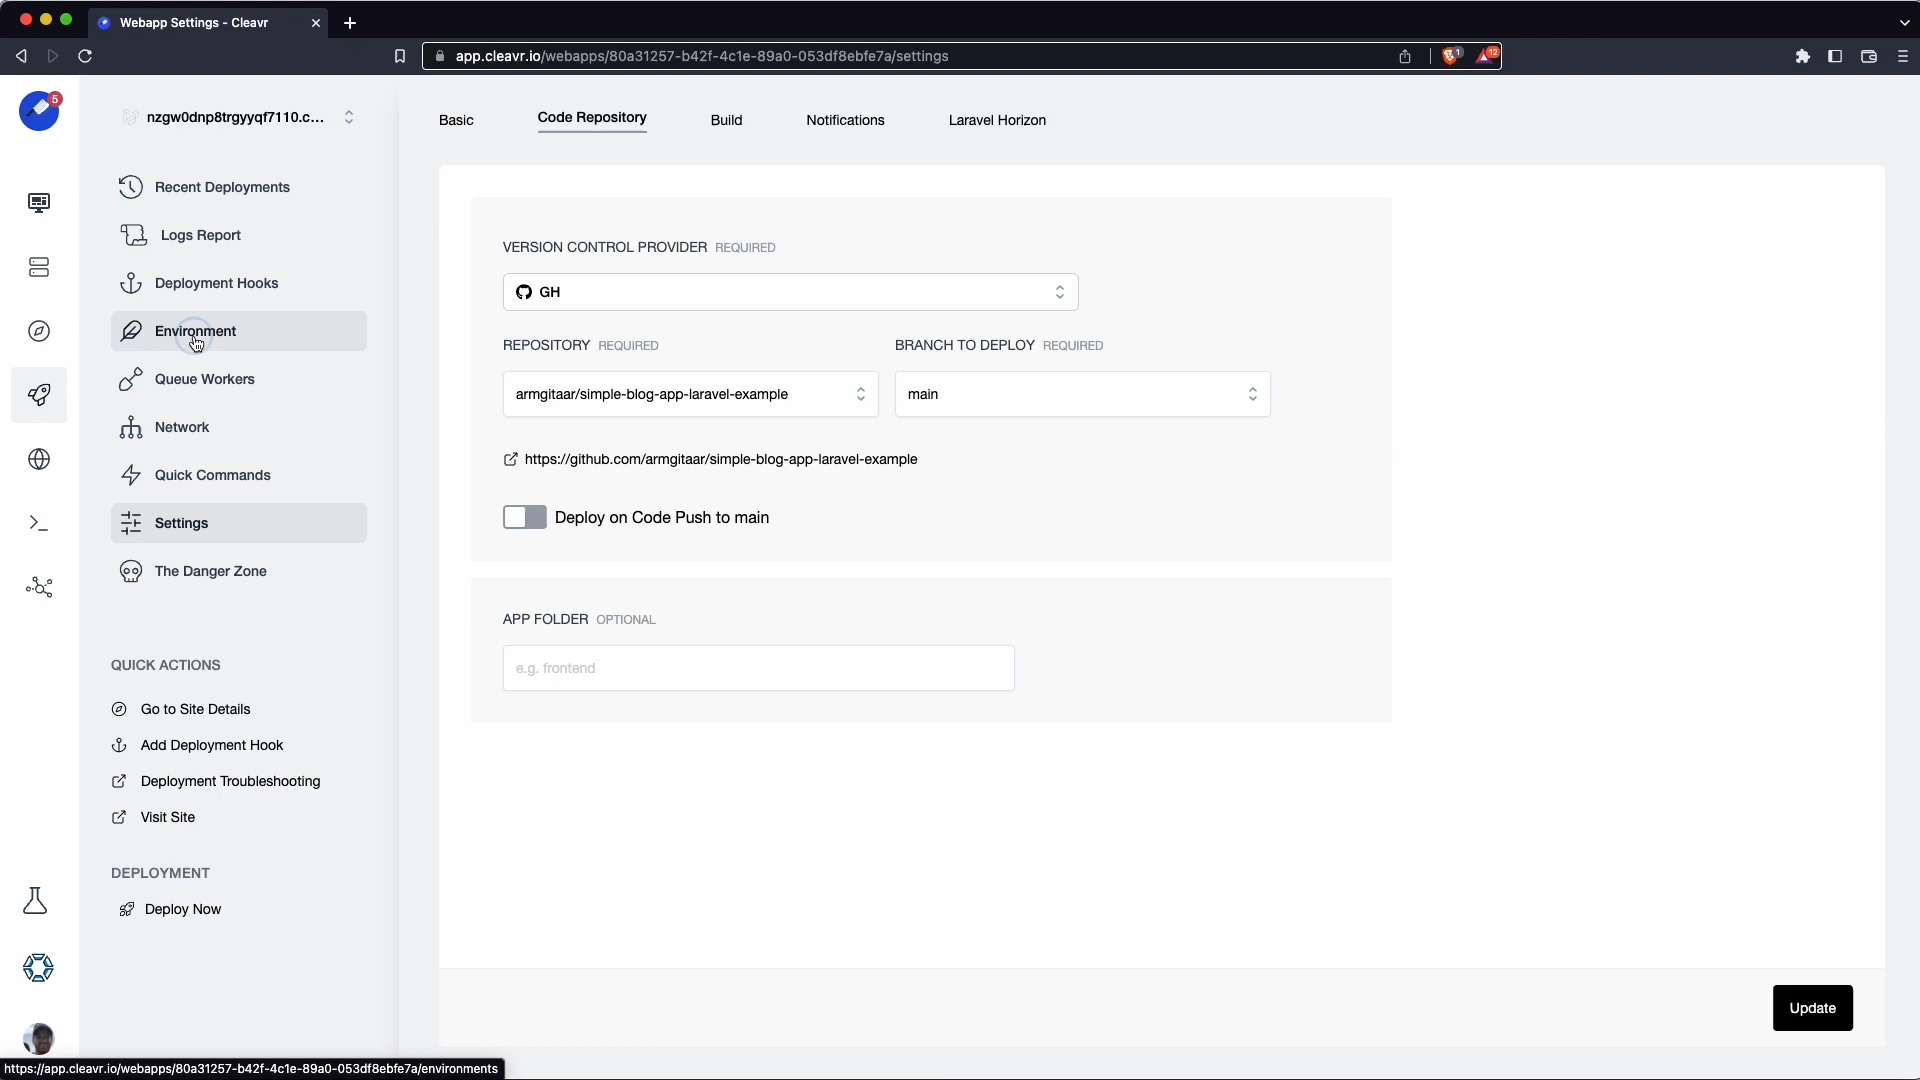 Webapp Settings - Cleavr
app.cleavr.io/webapps/80a31257-b42f-4c1e-89a0-053df8ebfe7a/settings
1
12
5
nzgw0dnp8trgyyqf7110.c...
Basic
Code Repository
Build
Notifications
Laravel Horizon
Recent Deployments
Logs Report
Deployment Hooks
Environment
Queue Workers
Network
Quick Commands
Settings
The Danger Zone
QUICK ACTIONS
Go to Site Details
Add Deployment Hook
Deployment Troubleshooting
Visit Site
DEPLOYMENT
Deploy Now
VERSION CONTROL PROVIDER REQUIRED
GH
REPOSITORY REQUIRED
BRANCH TO DEPLOY REQUIRED
armgitaar/simple-blog-app-laravel-example
main
https://github.com/armgitaar/simple-blog-app-laravel-example
Deploy on Code Push to main
APP FOLDER OPTIONAL
e.g. frontend
Update
https://app.cleavr.io/webapps/80a31257-b42f-4c1e-89a0-053df8ebfe7a/environments